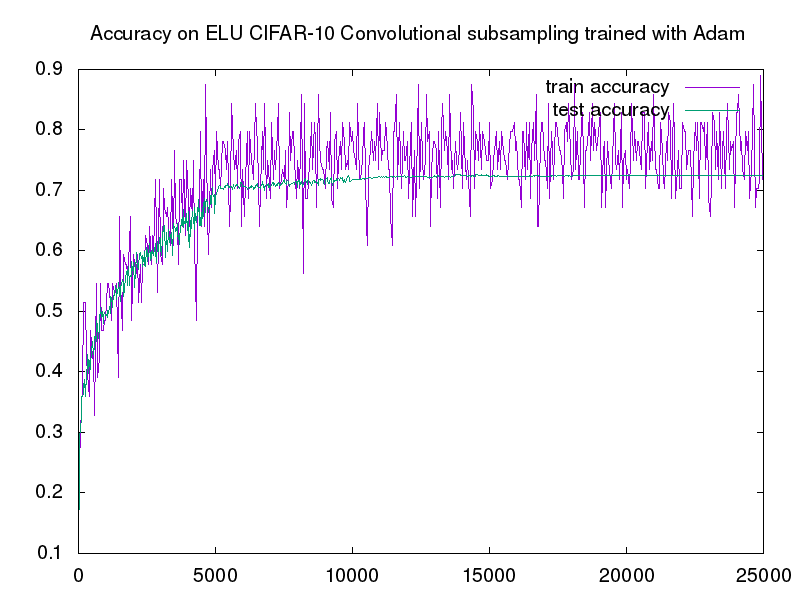 Accuracy on ELU CIFAR-10 Convolutional subsampling trained with Adam
0.9
train accuracy
test accuracy
0.8
0.7
0.6
0.5
0.4
0.3
0.2
0.1
0 5000 10000 15000 20000 25000